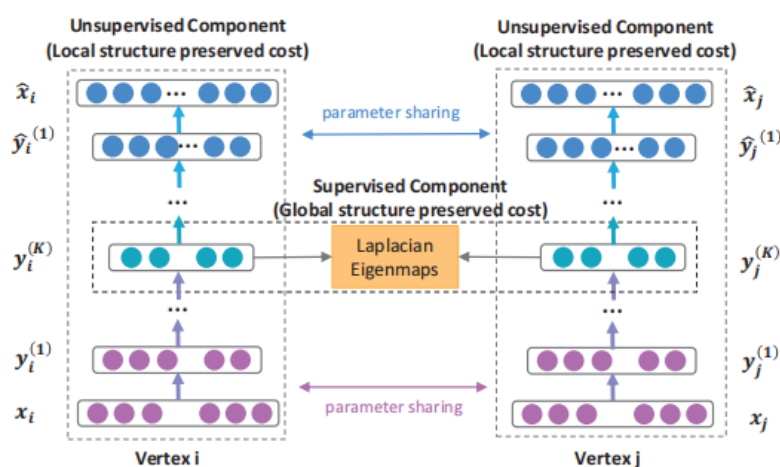 Unsupervised Component
(Local structure preserved cost)
Unsupervised Component
(Local structure preserved cost)
x̂ᵢ
...
parameter sharing
...
x̂ⱼ
ŷᵢ⁽¹⁾
...
...
ŷⱼ⁽¹⁾
...
Supervised Component
(Global structure preserved cost)
...
yᵢ⁽ᴷ⁾
Laplacian
Eigenmaps
yⱼ⁽ᴷ⁾
...
...
yᵢ⁽¹⁾
yⱼ⁽¹⁾
xᵢ
parameter sharing
xⱼ
Vertex i
Vertex j